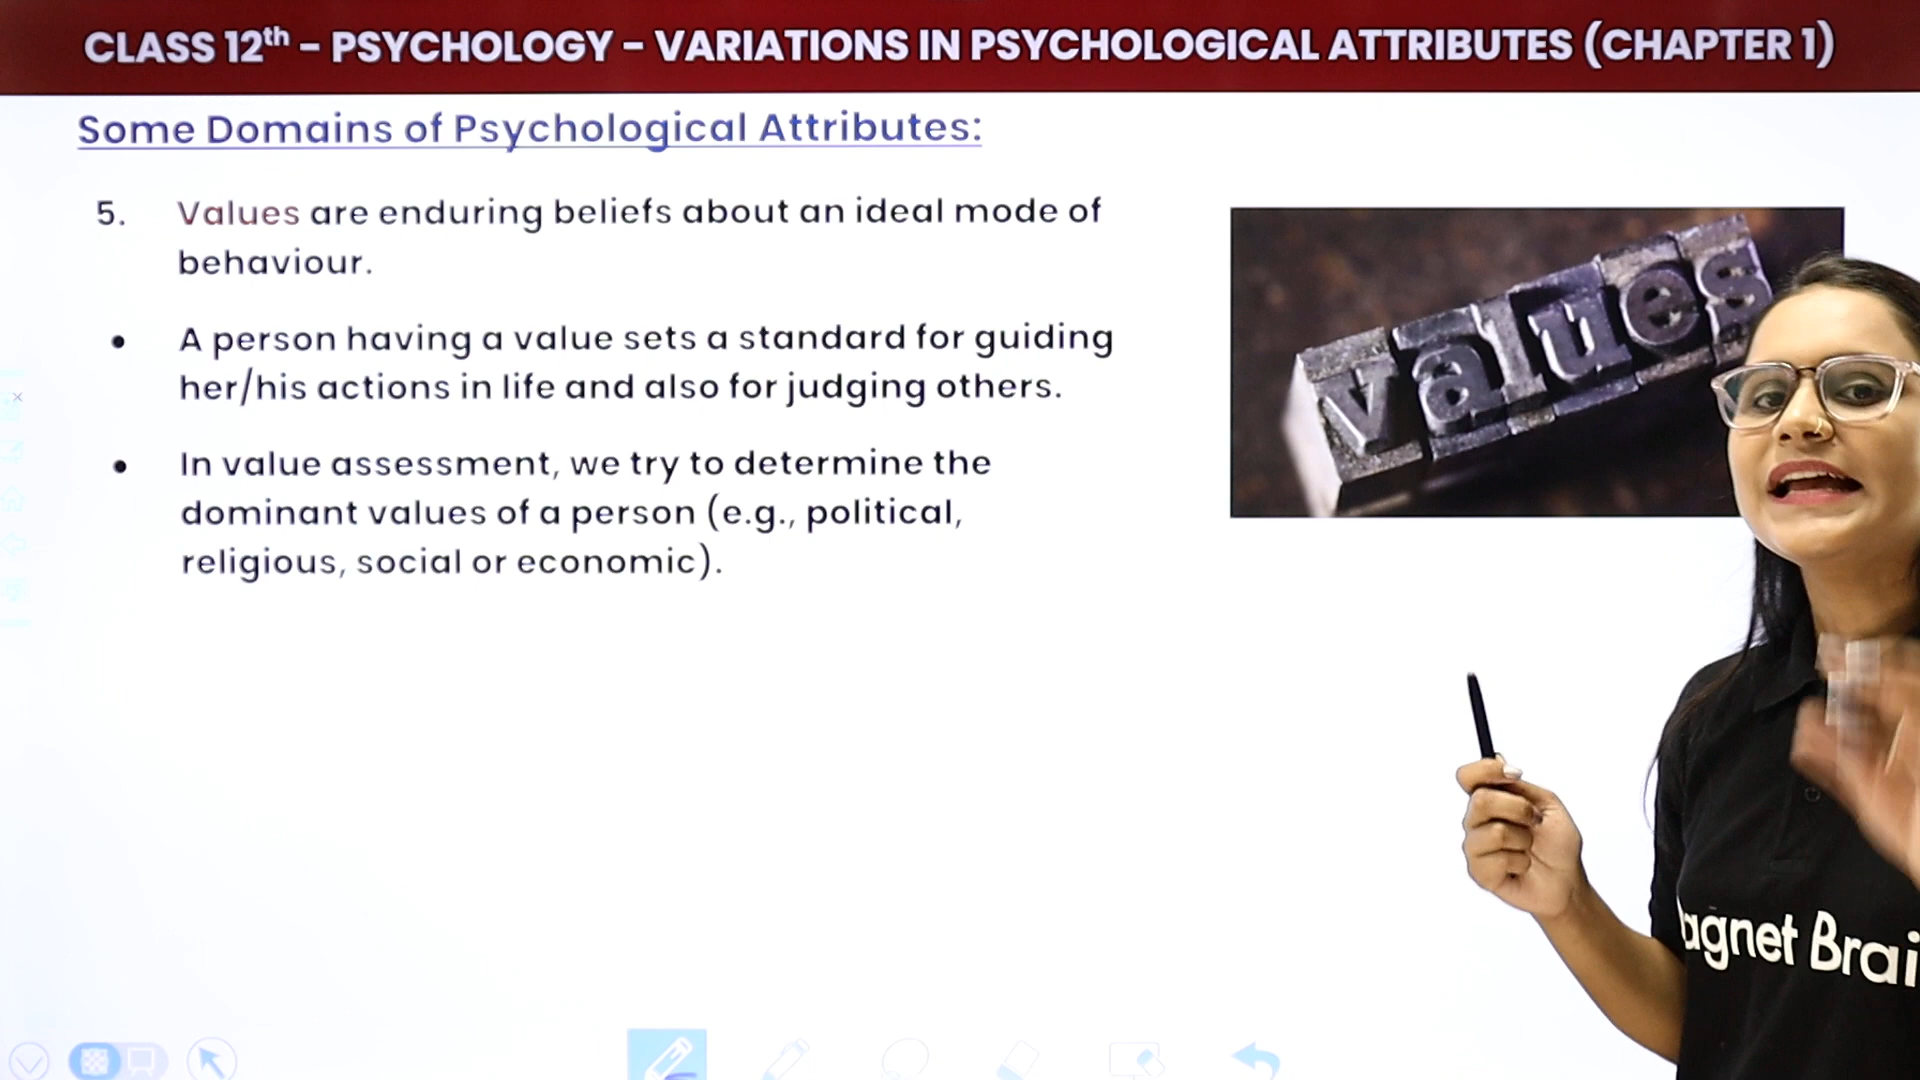 CLASS 12th – PSYCHOLOGY – VARIATIONS IN PSYCHOLOGICAL ATTRIBUTES (CHAPTER 1)
Some Domains of Psychological Attributes:
5. Values are enduring beliefs about an ideal mode of
behaviour.
• A person having a value sets a standard for guiding
her/his actions in life and also for judging others.
• In value assessment, we try to determine the
dominant values of a person (e.g., political,
religious, social or economic).
values
agnet Brai